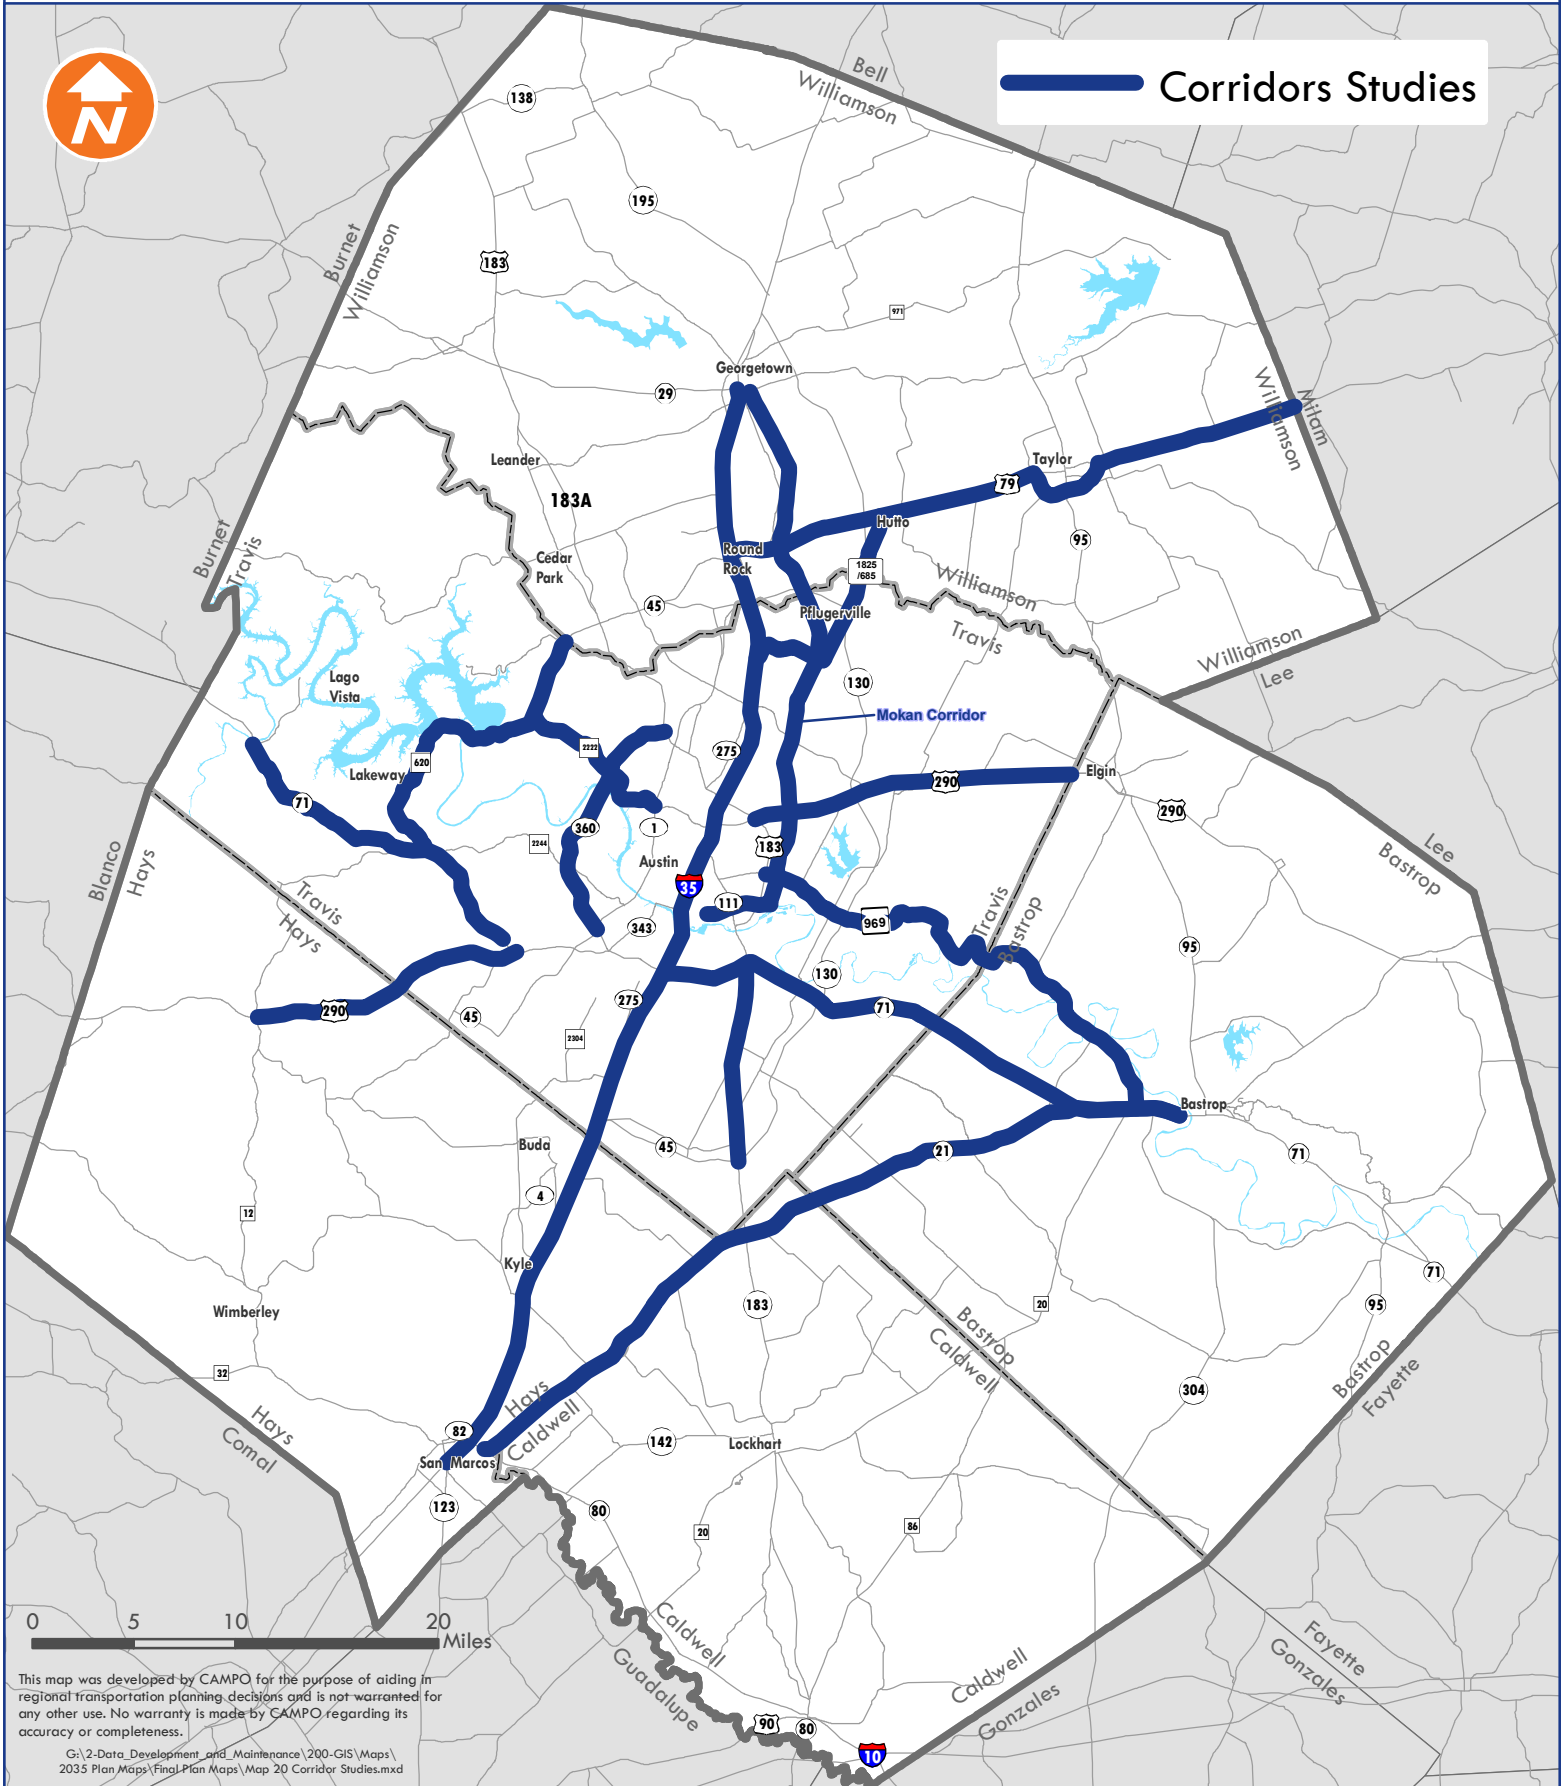 N
Corridors Studies
Bell
Williamson
138
195
Burnet
Williamson
183
971
Georgetown
29
Williamson
Milam
Leander
Taylor
79
183A
Hutto
Burnet
Travis
95
Round
Rock
Cedar
Park
1825
/685
Williamson
45
Pflugerville
Travis
Williamson
Lee
Lago
Vista
130
Mokan Corridor
2222
275
620
Lakeway
Elgin
290
71
290
360
1
2244
183
Austin
Lee
Bastrop
Blanco
Hays
35
Travis
Hays
111
343
969
Travis
Bastrop
95
130
275
290
45
71
2304
Bastrop
Buda
45
21
71
4
12
Kyle
71
183
20
95
Wimberley
Bastrop
Caldwell
32
Bastrop
Fayette
304
Hays
Caldwell
Hays
Comal
82
142
Lockhart
San Marcos
123
80
20
86
0 5 10 20
Miles
Caldwell
Guadalupe
Fayette
Gonzales
Caldwell
Gonzales
90
80
10
This map was developed by CAMPO for the purpose of aiding in
regional transportation planning decisions and is not warranted for
any other use. No warranty is made by CAMPO regarding its
accuracy or completeness.
G:\2-Data_Development_and_Maintenance\200-GIS\Maps\
2035 Plan Maps\Final Plan Maps\Map 20 Corridor Studies.mxd